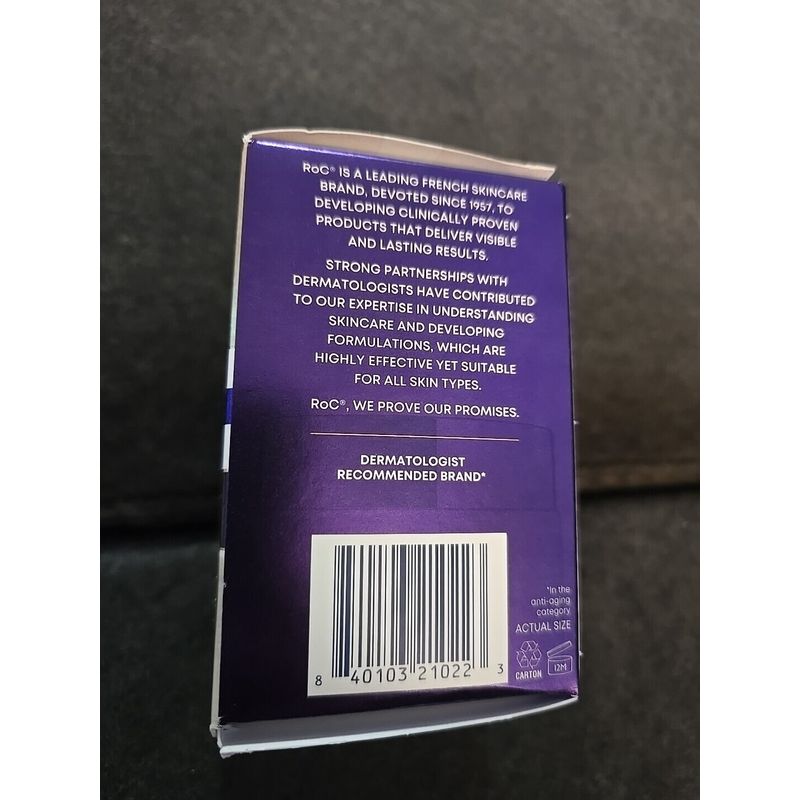 RoC® IS A LEADING FRENCH SKINCARE
BRAND, DEVOTED SINCE 1957, TO
DEVELOPING CLINICALLY PROVEN
PRODUCTS THAT DELIVER VISIBLE
AND LASTING RESULTS.
STRONG PARTNERSHIPS WITH
DERMATOLOGISTS HAVE CONTRIBUTED
TO OUR EXPERTISE IN UNDERSTANDING
SKINCARE AND DEVELOPING
FORMULATIONS, WHICH ARE
HIGHLY EFFECTIVE YET SUITABLE
FOR ALL SKIN TYPES.
RoC®, WE PROVE OUR PROMISES.
DERMATOLOGIST
RECOMMENDED BRAND*
*In the
anti-aging
category
ACTUAL SIZE
CARTON
12M
8 40103 21022 3